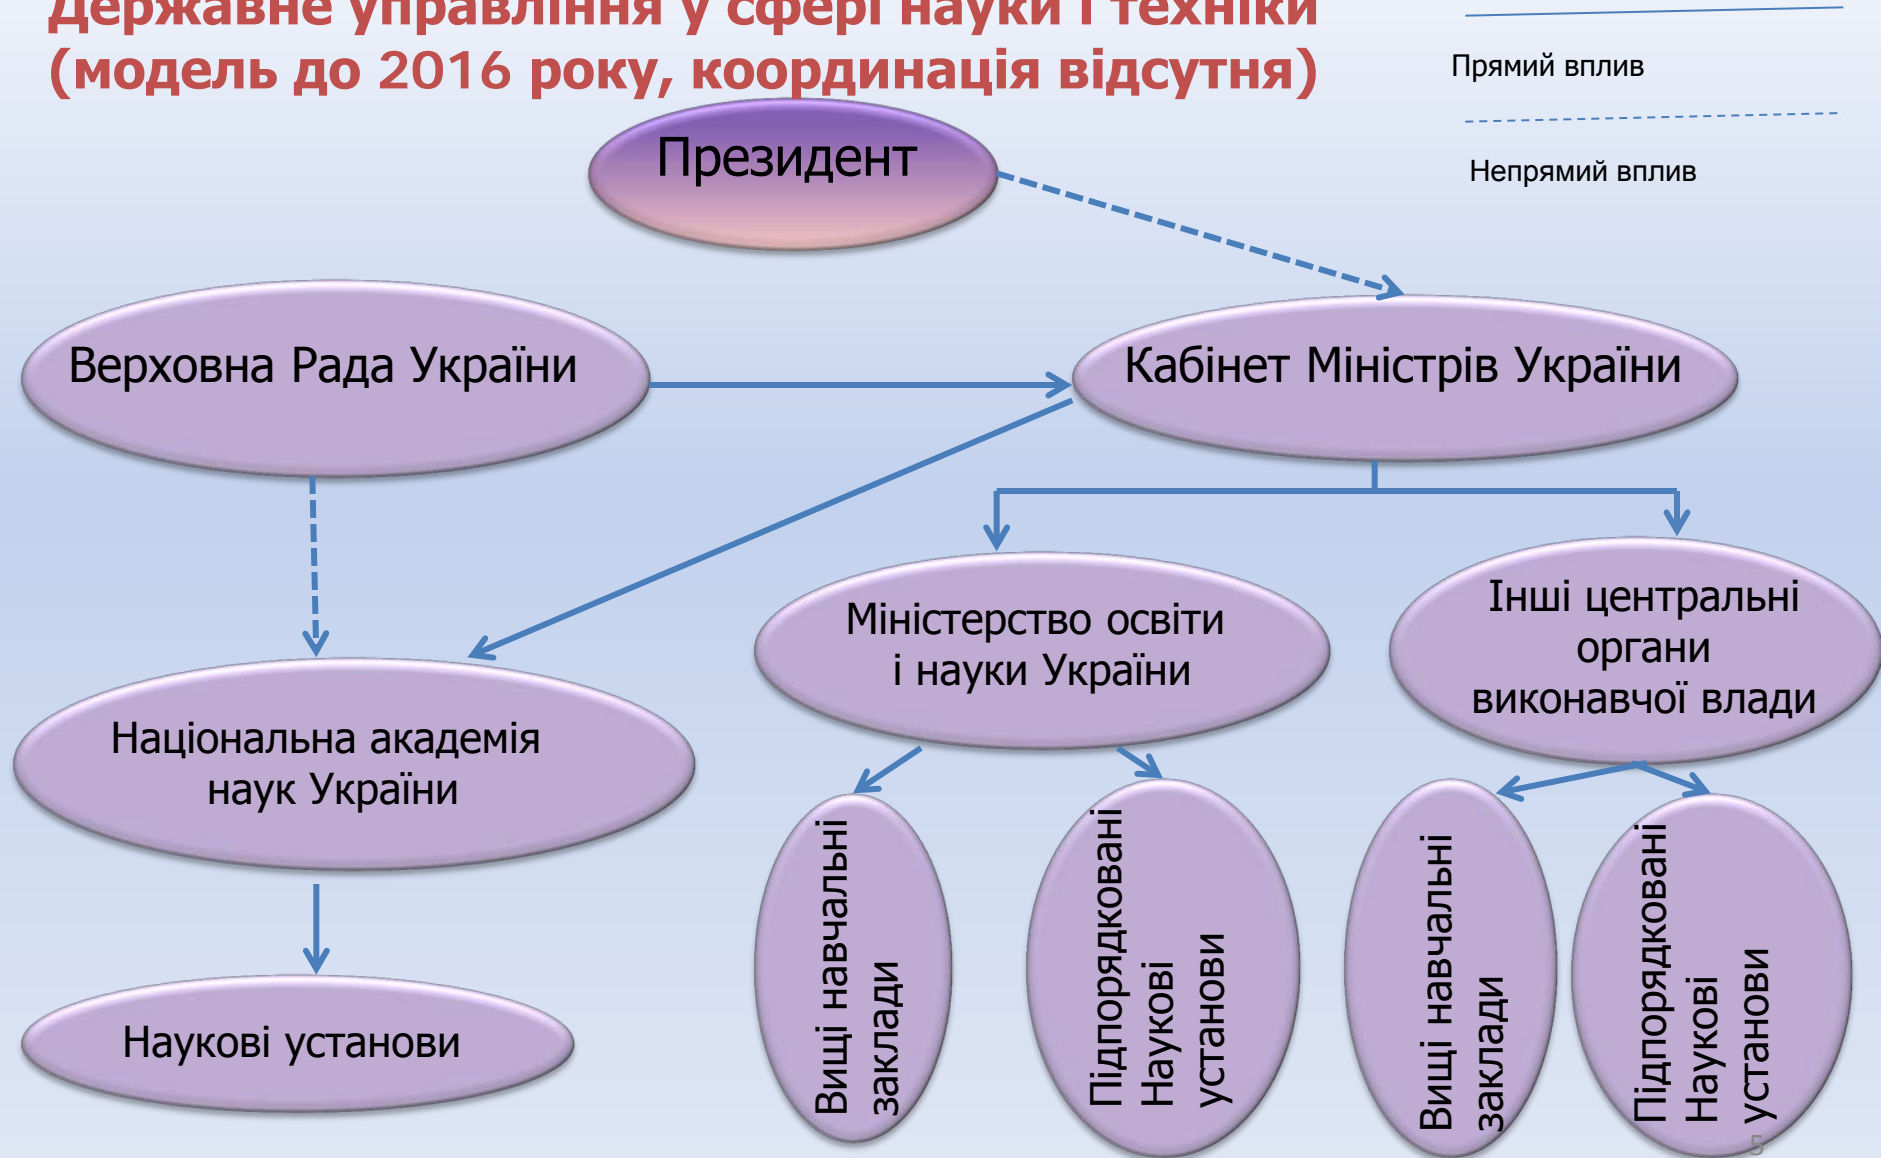 Державне управління у сфері науки і техніки
(модель до 2016 року, координація відсутня)
Прямий вплив
Непрямий вплив
Президент
Верховна Рада України
Кабінет Міністрів України
Міністерство освіти
і науки України
Інші центральні
органи
виконавчої влади
Національна академія
наук України
Наукові установи
Вищі навчальні
заклади
Підпорядковані
Наукові
установи
Вищі навчальні
заклади
Підпорядковані
Наукові
установи
5